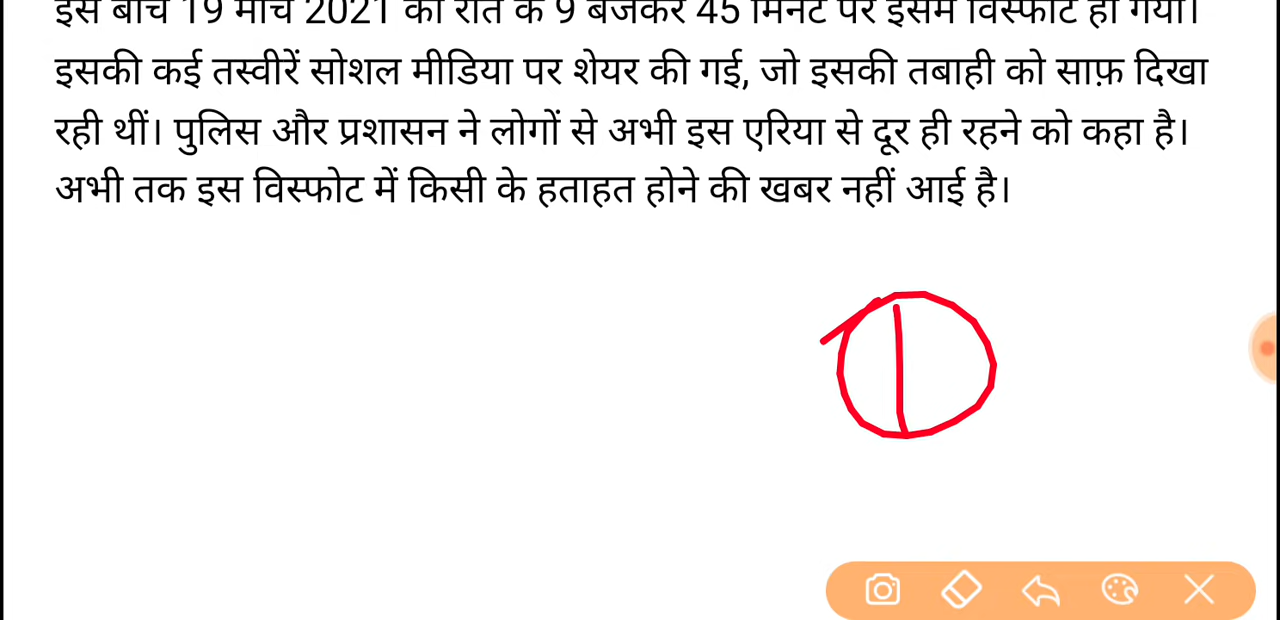 इस बीच 19 मार्च 2021 की रात के 9 बजकर 45 मिनट पर इसमें विस्फोट हो गया।
इसकी कई तस्वीरें सोशल मीडिया पर शेयर की गई, जो इसकी तबाही को साफ़ दिखा
रही थीं। पुलिस और प्रशासन ने लोगों से अभी इस एरिया से दूर ही रहने को कहा है।
अभी तक इस विस्फोट में किसी के हताहत होने की खबर नहीं आई है।
1